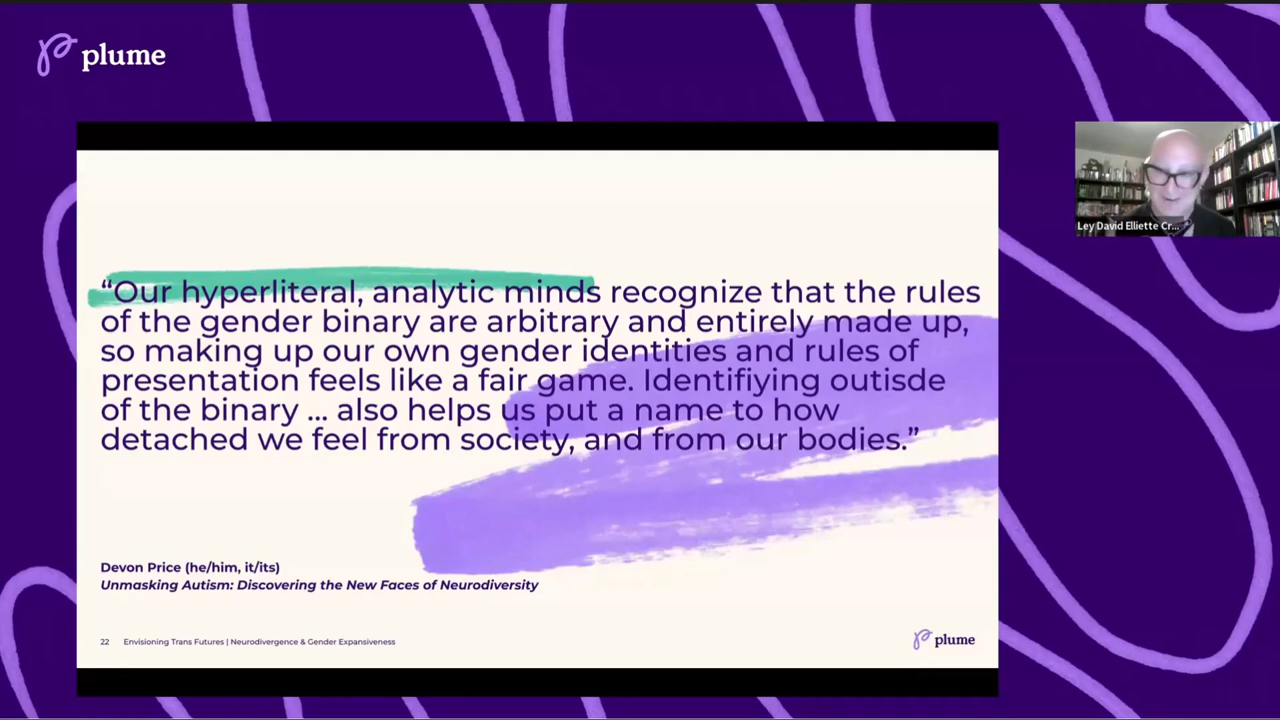 plume
Ley David Elliette Cr...
“Our hyperliteral, analytic minds recognize that the rules
of the gender binary are arbitrary and entirely made up,
so making up our own gender identities and rules of
presentation feels like a fair game. Identifiying outisde
of the binary ... also helps us put a name to how
detached we feel from society, and from our bodies.”
Devon Price (he/him, it/its)
Unmasking Autism: Discovering the New Faces of Neurodiversity
22 Envisioning Trans Futures | Neurodivergence & Gender Expansiveness
plume